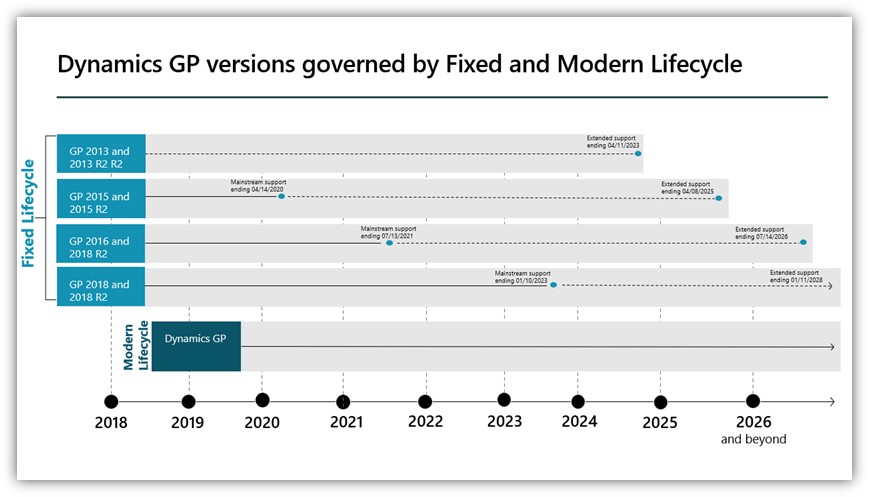 Dynamics GP versions governed by Fixed and Modern Lifecycle
Fixed Lifecycle
GP 2013 and
2013 R2 R2
Extended support
ending 04/11/2023
GP 2015 and
2015 R2
Mainstream support
ending 04/14/2020
Extended support
ending 04/08/2025
GP 2016 and
2018 R2
Mainstream support
ending 07/13/2021
Extended support
ending 07/14/2026
GP 2018 and
2018 R2
Mainstream support
ending 01/10/2023
Extended support
ending 01/11/2028
Modern
Lifecycle
Dynamics GP
2018
2019
2020
2021
2022
2023
2024
2025
2026
and beyond